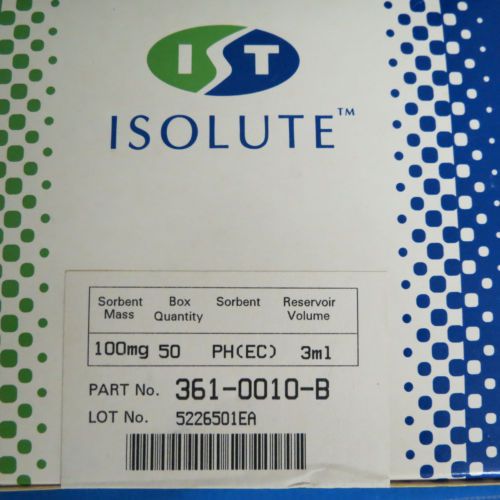 IST
ISOLUTE™
Sorbent Mass Box Quantity Sorbent Reservoir Volume
100mg 50 PH(EC) 3ml
PART No. 361-0010-B
LOT No. 5226501EA